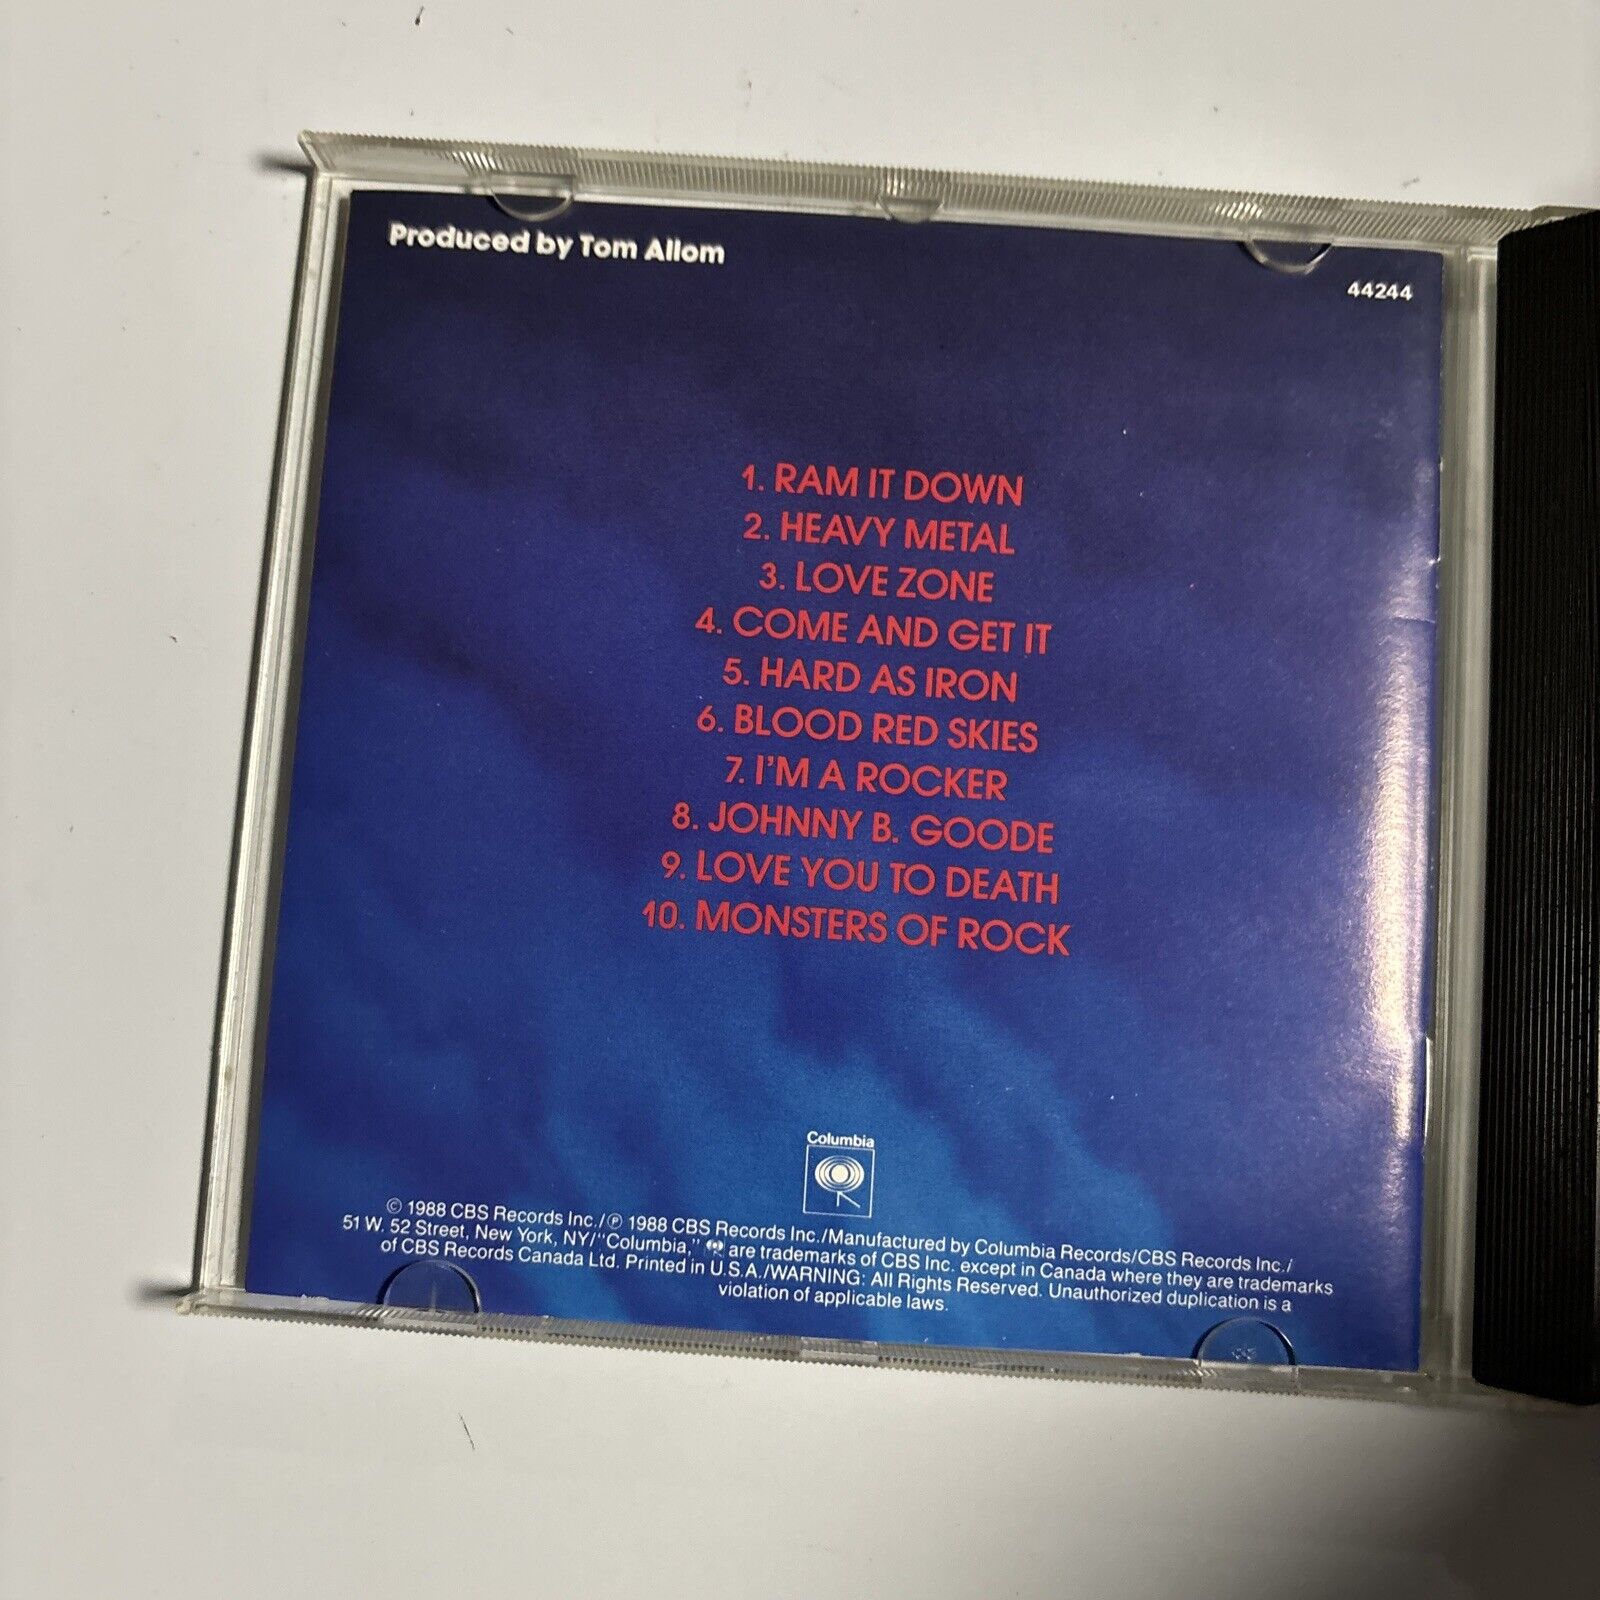 Produced by Tom Allom
44244
1. RAM IT DOWN
2. HEAVY METAL
3. LOVE ZONE
4. COME AND GET IT
5. HARD AS IRON
6. BLOOD RED SKIES
7. I'M A ROCKER
8. JOHNNY B. GOODE
9. LOVE YOU TO DEATH
10. MONSTERS OF ROCK
Columbia
© 1988 CBS Records Inc./℗ 1988 CBS Records Inc./Manufactured by Columbia Records/CBS Records Inc./
51 W. 52 Street, New York, NY/"Columbia," are trademarks of CBS Inc. except in Canada where they are trademarks
of CBS Records Canada Ltd. Printed in U.S.A./WARNING: All Rights Reserved. Unauthorized duplication is a
violation of applicable laws.